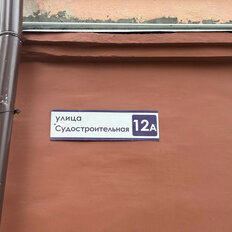 улица
Судостроительная 12А